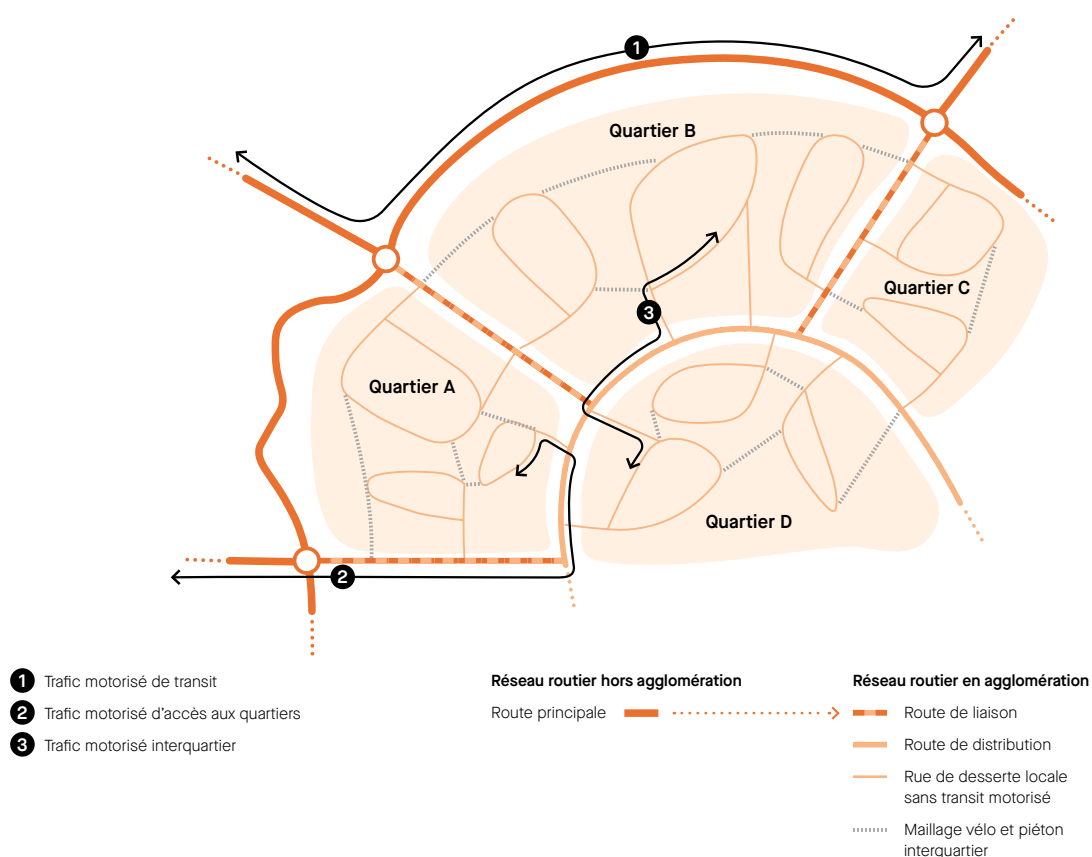 1
Quartier B
Quartier C
3
Quartier A
Quartier D
2
1 Trafic motorisé de transit
2 Trafic motorisé d'accès aux quartiers
3 Trafic motorisé interquartier
Réseau routier hors agglomération
Route principale
Réseau routier en agglomération
Route de liaison
Route de distribution
Rue de desserte locale
sans transit motorisé
Maillage vélo et piéton
interquartier